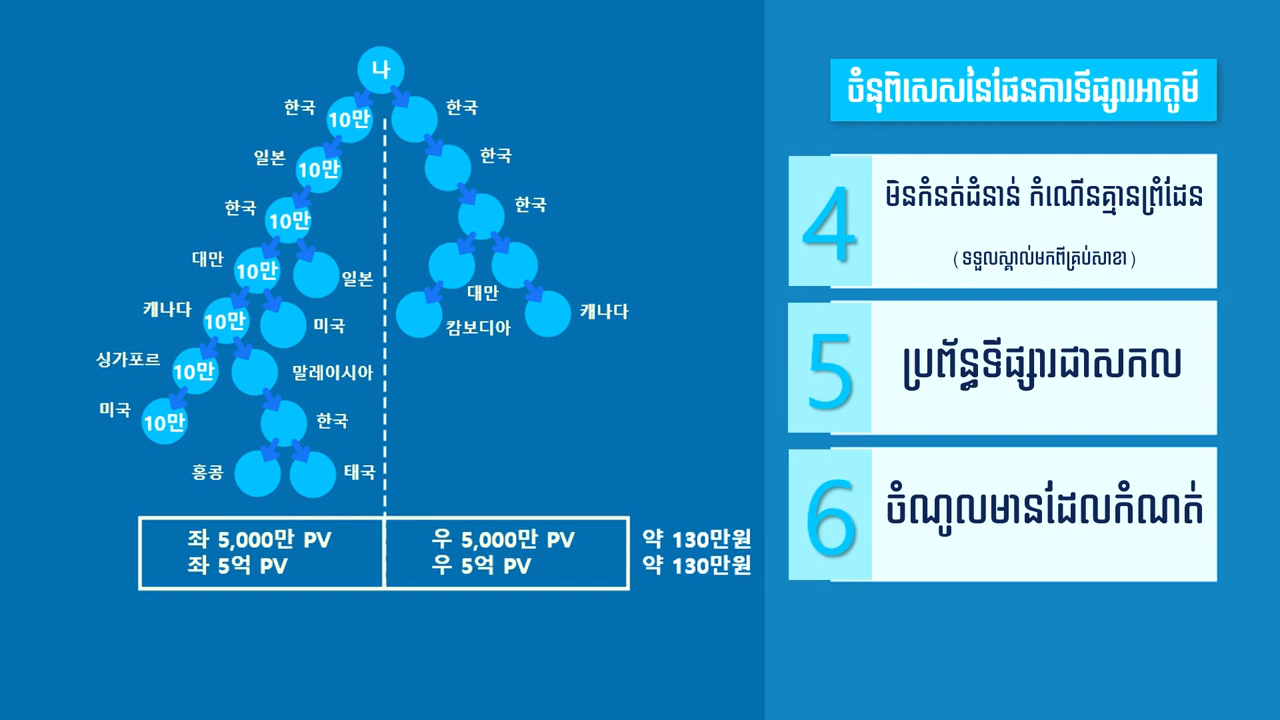 나
한국
10만
한국
일본
10만
한국
한국
10만
한국
대만
10만
일본
대만
캐나다
10만
미국
캄보디아
캐나다
싱가포르
10만
말레이시아
미국
10만
한국
홍콩
태국
좌 5,000만 PV
우 5,000만 PV
약 130만원
좌 5억 PV
우 5억 PV
약 130만원
ចំនុពិសេសនៃផែនការទីផ្សារអាតូមី
4
មិនកំនត់ជំនាន់ កំណើនគ្មានព្រំដែន
(ទទួលស្គាល់មកពីគ្រប់សាខា)
5
ប្រព័ន្ធទីផ្សារជាសកល
6
ចំណូលមានដែលកំណត់